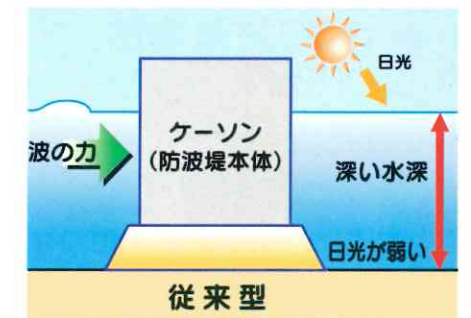 日光
ケーソン
(防波堤本体)
波の力
深い水深
日光が弱い
従来型